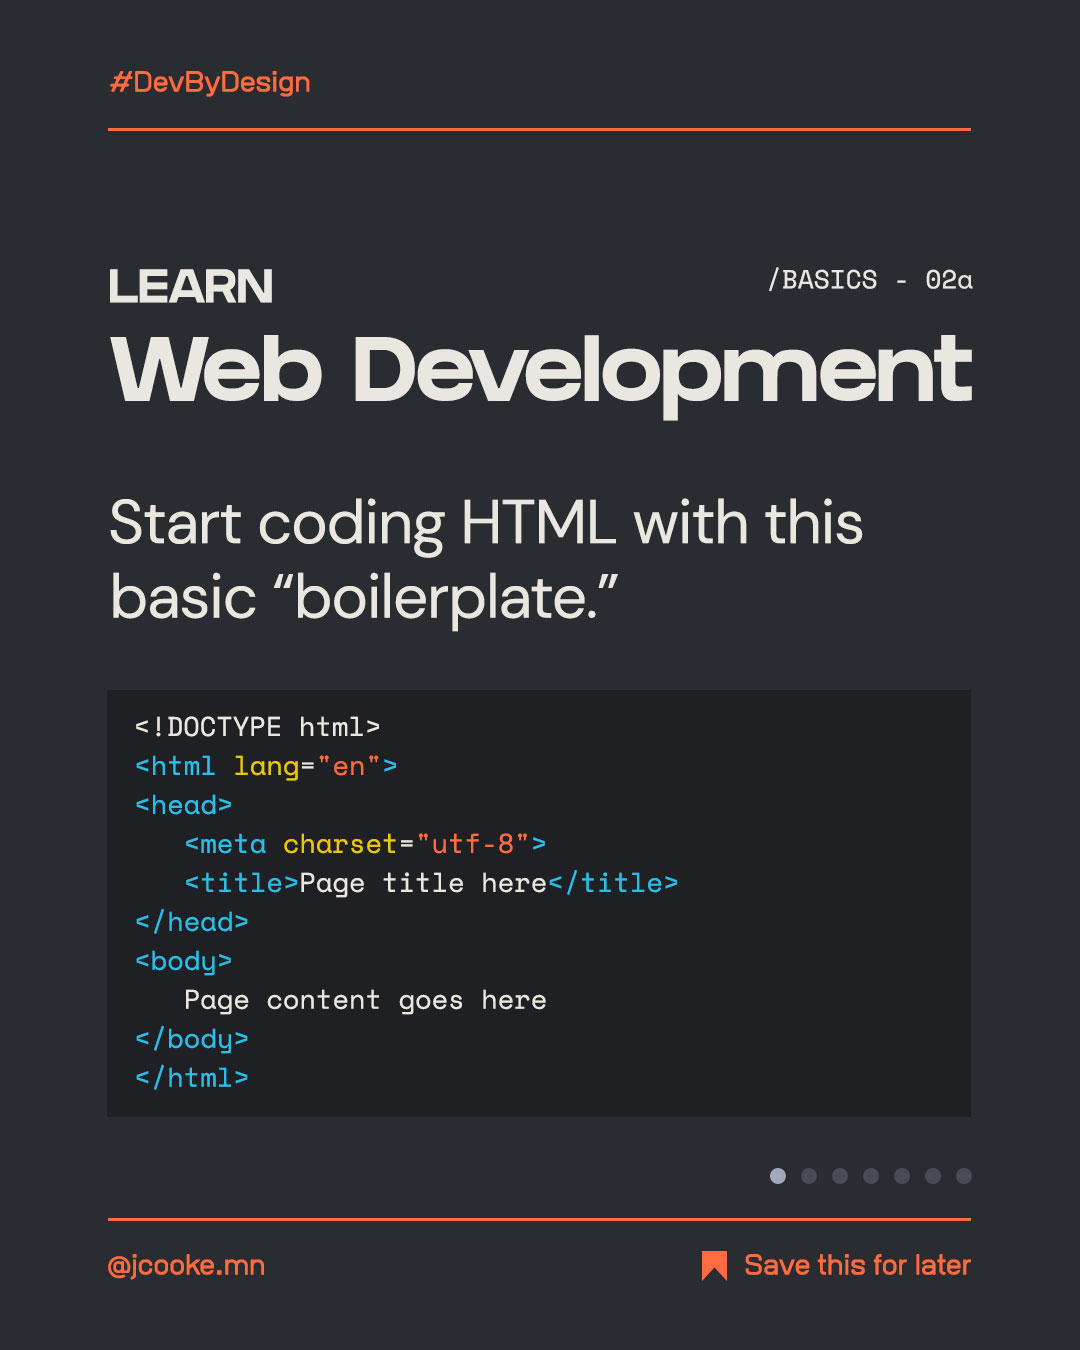 #DevByDesign
LEARN
/BASICS - 02a
Web Development
Start coding HTML with this
basic “boilerplate.”
<!DOCTYPE html>
<html lang="en">
<head>
   <meta charset="utf-8">
   <title>Page title here</title>
</head>
<body>
   Page content goes here
</body>
</html>
@jcooke.mn
Save this for later